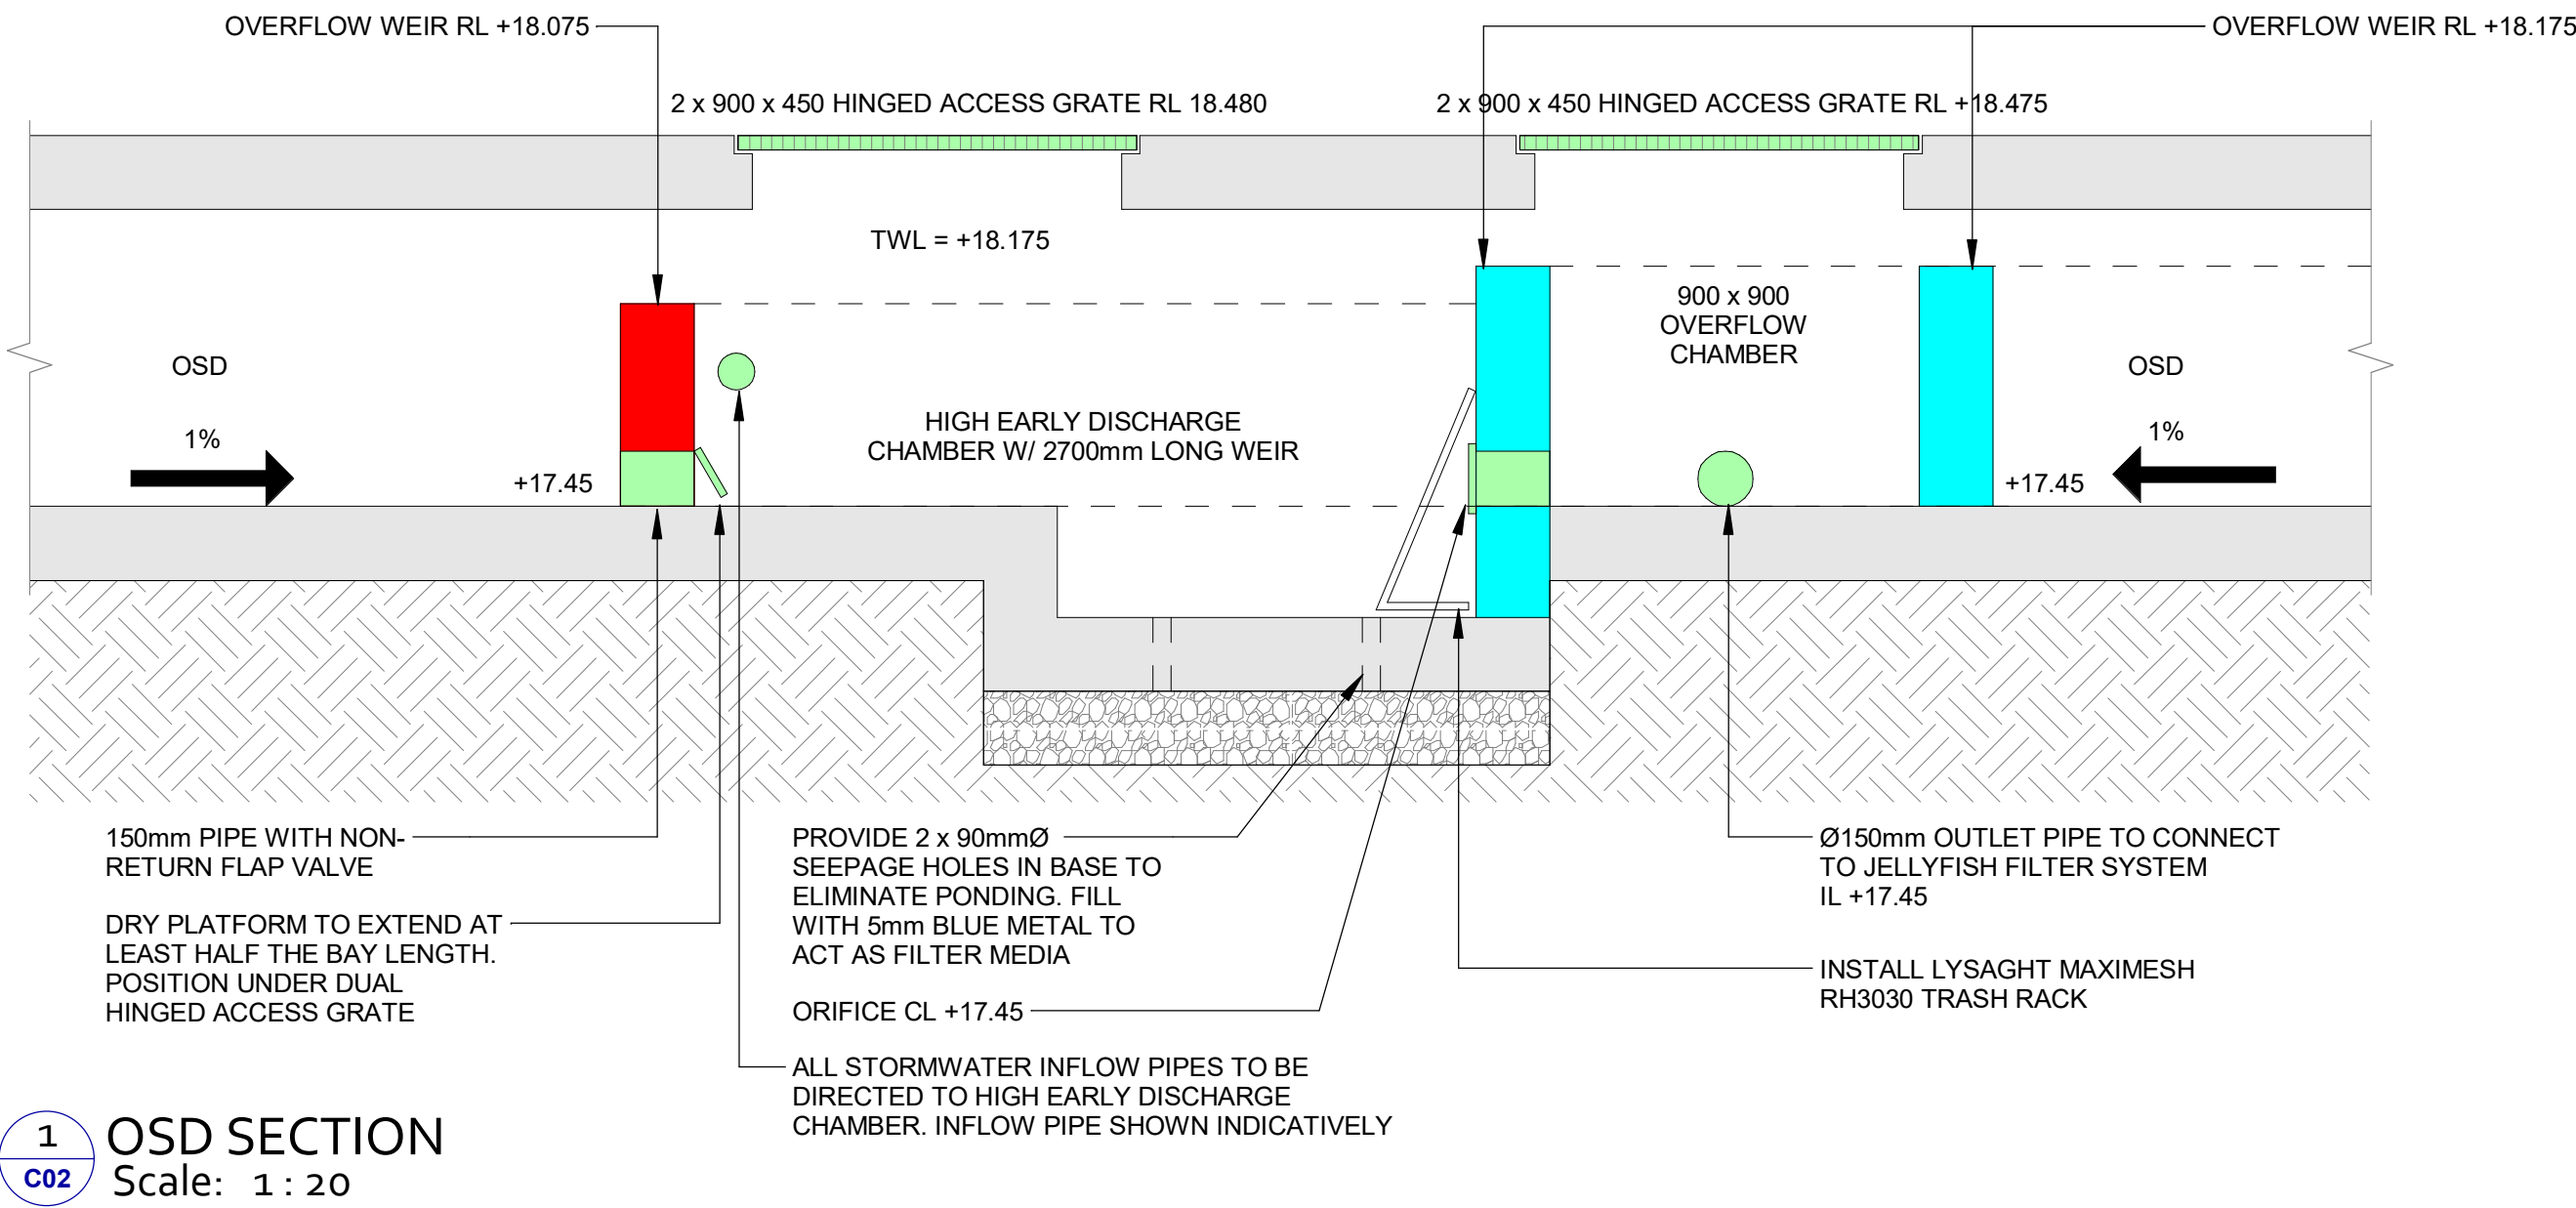 OVERFLOW WEIR RL +18.075
OVERFLOW WEIR RL +18.175
2 x 900 x 450 HINGED ACCESS GRATE RL 18.480
2 x 900 x 450 HINGED ACCESS GRATE RL +18.475
TWL = +18.175
900 x 900
OVERFLOW
CHAMBER
OSD
OSD
HIGH EARLY DISCHARGE
CHAMBER W/ 2700mm LONG WEIR
1%
1%
+17.45
+17.45
150mm PIPE WITH NON-
RETURN FLAP VALVE
DRY PLATFORM TO EXTEND AT
LEAST HALF THE BAY LENGTH.
POSITION UNDER DUAL
HINGED ACCESS GRATE
PROVIDE 2 x 90mmØ
SEEPAGE HOLES IN BASE TO
ELIMINATE PONDING. FILL
WITH 5mm BLUE METAL TO
ACT AS FILTER MEDIA
ORIFICE CL +17.45
ALL STORMWATER INFLOW PIPES TO BE
DIRECTED TO HIGH EARLY DISCHARGE
CHAMBER. INFLOW PIPE SHOWN INDICATIVELY
Ø150mm OUTLET PIPE TO CONNECT
TO JELLYFISH FILTER SYSTEM
IL +17.45
INSTALL LYSAGHT MAXIMESH
RH3030 TRASH RACK
1
C02
OSD SECTION
Scale: 1 : 20